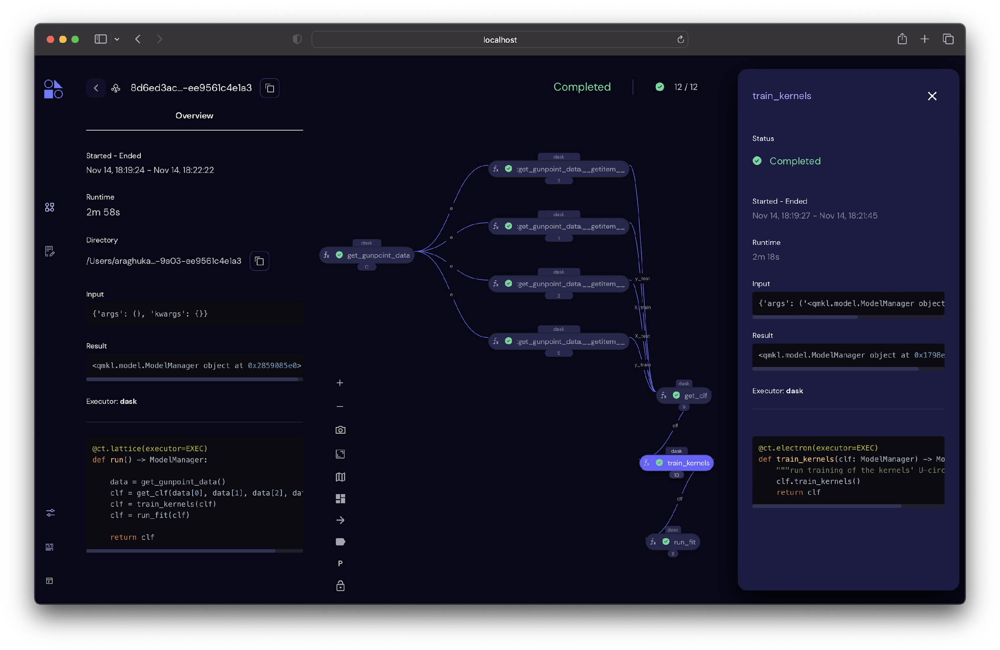 localhost
8d6ed3ac...-ee9561c4e1a3
Completed
12 / 12
Overview
Started - Ended
Nov 14, 18:19:24 - Nov 14, 18:22:22
Runtime
2m 58s
Directory
/Users/araghuka...-9a03-ee9561c4e1a3
Input
{'args': (), 'kwargs': {}}
Result
<qmkl.model.ModelManager object at 0x2859085e0>
Executor: dask
@ct.lattice(executor=EXEC)
def run() -> ModelManager:
data = get_gunpoint_data()
clf = get_clf(data[0], data[1], data[2], da
clf = train_kernels(clf)
clf = run_fit(clf)
return clf
dask
get_gunpoint_data
0
e
e
e
e
dask
:get_gunpoint_data.__getitem__
7
dask
:get_gunpoint_data.__getitem__
1
dask
:get_gunpoint_data.__getitem__
3
dask
:get_gunpoint_data.__getitem__
5
y_test
X_train
X_test
y_train
dask
get_clf
9
clf
dask
train_kernels
10
clf
dask
run_fit
11
P
train_kernels
Status
Completed
Started - Ended
Nov 14, 18:19:27 - Nov 14, 18:21:45
Runtime
2m 18s
Input
{'args': ('<qmkl.model.ModelManager object
Result
<qmkl.model.ModelManager object at 0x1798e
Executor: dask
@ct.electron(executor=EXEC)
def train_kernels(clf: ModelManager) -> Mo
"""run training of the kernels' U-circ
clf.train_kernels()
return clf